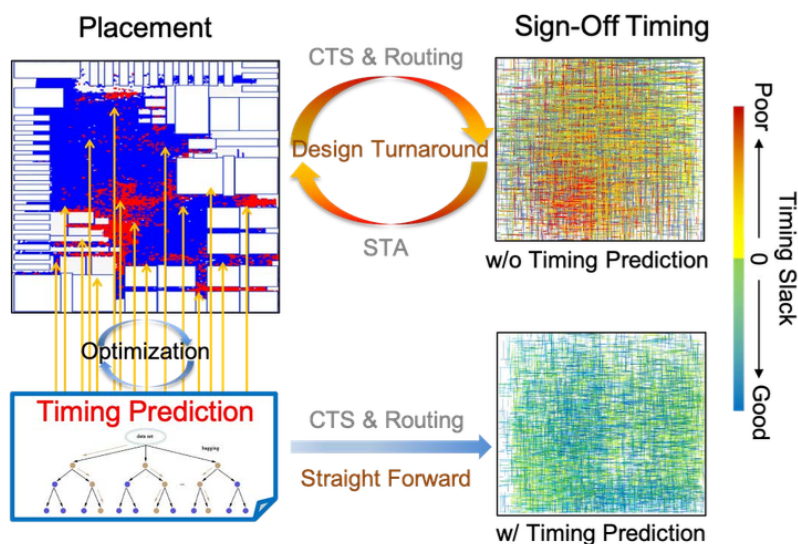 Placement
Sign-Off Timing
CTS & Routing
Design Turnaround
STA
w/o Timing Prediction
Poor
0
Good
Timing Slack
Optimization
Timing Prediction
data set
bagging
...
CTS & Routing
Straight Forward
w/ Timing Prediction